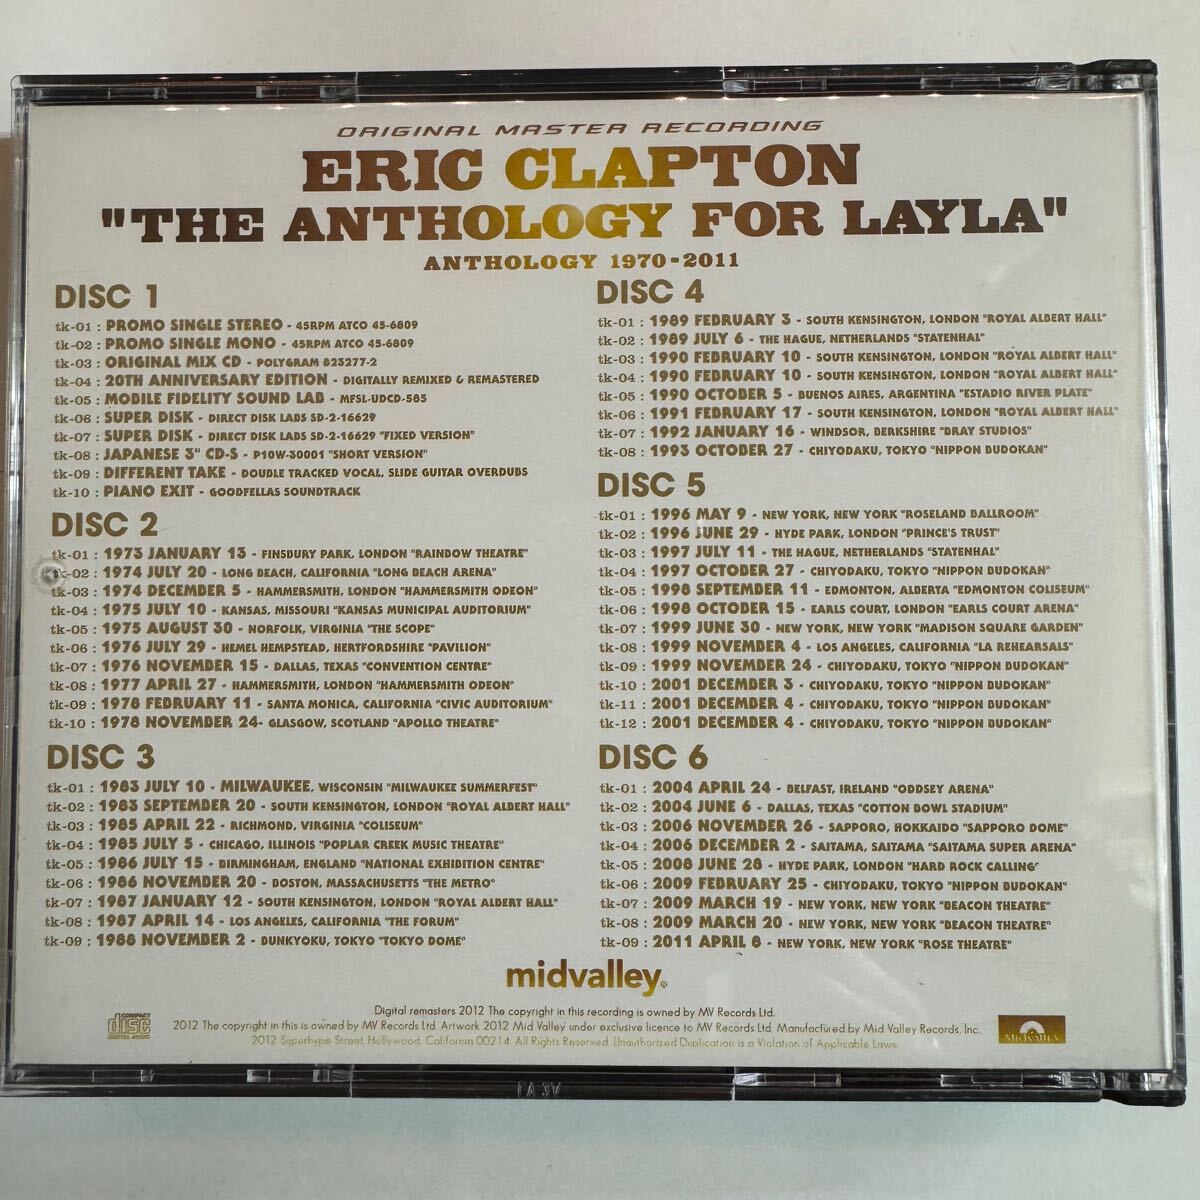 ORIGINAL MASTER RECORDING
ERIC CLAPTON
"THE ANTHOLOGY FOR LAYLA"
ANTHOLOGY 1970-2011
DISC 1
tk-01 : PROMO SINGLE STEREO - 45RPM ATCO 45-6809
tk-02 : PROMO SINGLE MONO - 45RPM ATCO 45-6809
tk-03 : ORIGINAL MIX CD - POLYGRAM 823277-2
tk-04 : 20TH ANNIVERSARY EDITION - DIGITALLY REMIXED & REMASTERED
tk-05 : MOBILE FIDELITY SOUND LAB - MFSL-UDCD-585
tk-06 : SUPER DISK - DIRECT DISK LABS SD-2-16629
tk-07 : SUPER DISK - DIRECT DISK LABS SD-2-16629 "FIXED VERSION"
tk-08 : JAPANESE 3" CD-S - P10W-30001 "SHORT VERSION"
tk-09 : DIFFERENT TAKE - DOUBLE TRACKED VOCAL, SLIDE GUITAR OVERDUBS
tk-10 : PIANO EXIT - GOODFELLAS SOUNDTRACK
DISC 2
tk-01 : 1973 JANUARY 13 - FINSBURY PARK, LONDON "RAINBOW THEATRE"
tk-02 : 1974 JULY 20 - LONG BEACH, CALIFORNIA "LONG BEACH ARENA"
tk-03 : 1974 DECEMBER 5 - HAMMERSMITH, LONDON "HAMMERSMITH ODEON"
tk-04 : 1975 JULY 10 - KANSAS, MISSOURI "KANSAS MUNICIPAL AUDITORIUM"
tk-05 : 1975 AUGUST 30 - NORFOLK, VIRGINIA "THE SCOPE"
tk-06 : 1976 JULY 29 - HEMEL HEMPSTEAD, HERTFORDSHIRE "PAVILION"
tk-07 : 1976 NOVEMBER 15 - DALLAS, TEXAS "CONVENTION CENTRE"
tk-08 : 1977 APRIL 27 - HAMMERSMITH, LONDON "HAMMERSMITH ODEON"
tk-09 : 1978 FEBRUARY 11 - SANTA MONICA, CALIFORNIA "CIVIC AUDITORIUM"
tk-10 : 1978 NOVEMBER 24- GLASGOW, SCOTLAND "APOLLO THEATRE"
DISC 3
tk-01 : 1983 JULY 10 - MILWAUKEE, WISCONSIN "MILWAUKEE SUMMERFEST"
tk-02 : 1983 SEPTEMBER 20 - SOUTH KENSINGTON, LONDON "ROYAL ALBERT HALL"
tk-03 : 1985 APRIL 22 - RICHMOND, VIRGINIA "COLISEUM"
tk-04 : 1985 JULY 5 - CHICAGO, ILLINOIS "POPLAR CREEK MUSIC THEATRE"
tk-05 : 1986 JULY 15 - BIRMINGHAM, ENGLAND "NATIONAL EXHIBITION CENTRE"
tk-06 : 1986 NOVEMBER 20 - BOSTON, MASSACHUSETTS "THE METRO"
tk-07 : 1987 JANUARY 12 - SOUTH KENSINGTON, LONDON "ROYAL ALBERT HALL"
tk-08 : 1987 APRIL 14 - LOS ANGELES, CALIFORNIA "THE FORUM"
tk-09 : 1988 NOVEMBER 2 - BUNKYOKU, TOKYO "TOKYO DOME"
DISC 4
tk-01 : 1989 FEBRUARY 3 - SOUTH KENSINGTON, LONDON "ROYAL ALBERT HALL"
tk-02 : 1989 JULY 6 - THE HAGUE, NETHERLANDS "STATENHAL"
tk-03 : 1990 FEBRUARY 10 - SOUTH KENSINGTON, LONDON "ROYAL ALBERT HALL"
tk-04 : 1990 FEBRUARY 10 - SOUTH KENSINGTON, LONDON "ROYAL ALBERT HALL"
tk-05 : 1990 OCTOBER 5 - BUENOS AIRES, ARGENTINA "ESTADIO RIVER PLATE"
tk-06 : 1991 FEBRUARY 17 - SOUTH KENSINGTON, LONDON "ROYAL ALBERT HALL"
tk-07 : 1992 JANUARY 16 - WINDSOR, BERKSHIRE "BRAY STUDIOS"
tk-08 : 1993 OCTOBER 27 - CHIYODAKU, TOKYO "NIPPON BUDOKAN"
DISC 5
tk-01 : 1996 MAY 9 - NEW YORK, NEW YORK "ROSELAND BALLROOM"
tk-02 : 1996 JUNE 29 - HYDE PARK, LONDON "PRINCE'S TRUST"
tk-03 : 1997 JULY 11 - THE HAGUE, NETHERLANDS "STATENHAL"
tk-04 : 1997 OCTOBER 27 - CHIYODAKU, TOKYO "NIPPON BUDOKAN"
tk-05 : 1998 SEPTEMBER 11 - EDMONTON, ALBERTA "EDMONTON COLISEUM"
tk-06 : 1998 OCTOBER 15 - EARLS COURT, LONDON "EARLS COURT ARENA"
tk-07 : 1999 JUNE 30 - NEW YORK, NEW YORK "MADISON SQUARE GARDEN"
tk-08 : 1999 NOVEMBER 4 - LOS ANGELES, CALIFORNIA "LA REHEARSALS"
tk-09 : 1999 NOVEMBER 24 - CHIYODAKU, TOKYO "NIPPON BUDOKAN"
tk-10 : 2001 DECEMBER 3 - CHIYODAKU, TOKYO "NIPPON BUDOKAN"
tk-11 : 2001 DECEMBER 4 - CHIYODAKU, TOKYO "NIPPON BUDOKAN"
tk-12 : 2001 DECEMBER 4 - CHIYODAKU, TOKYO "NIPPON BUDOKAN"
DISC 6
tk-01 : 2004 APRIL 24 - BELFAST, IRELAND "ODDSEY ARENA"
tk-02 : 2004 JUNE 6 - DALLAS, TEXAS "COTTON BOWL STADIUM"
tk-03 : 2006 NOVEMBER 26 - SAPPORO, HOKKAIDO "SAPPORO DOME"
tk-04 : 2006 DECEMBER 2 - SAITAMA, SAITAMA "SAITAMA SUPER ARENA"
tk-05 : 2008 JUNE 28 - HYDE PARK, LONDON "HARD ROCK CALLING"
tk-06 : 2009 FEBRUARY 25 - CHIYODAKU, TOKYO "NIPPON BUDOKAN"
tk-07 : 2009 MARCH 19 - NEW YORK, NEW YORK "BEACON THEATRE"
tk-08 : 2009 MARCH 20 - NEW YORK, NEW YORK "BEACON THEATRE"
tk-09 : 2011 APRIL 8 - NEW YORK, NEW YORK "ROSE THEATRE"
midvalley
Digital remasters 2012 The copyright in this recording is owned by MV Records Ltd.
2012 The copyright in this is owned by MV Records Ltd. Artwork 2012 Mid Valley under exclusive licence to MV Records Ltd. Manufactured by Mid Valley Records, Inc.
2012 Superhype Street, Hollywood, California 00214. All Rights Reserved. Unauthorized Duplication is a Violation of Applicable Laws.
COMPACT
disc
DIGITAL AUDIO
MIDVALLEY